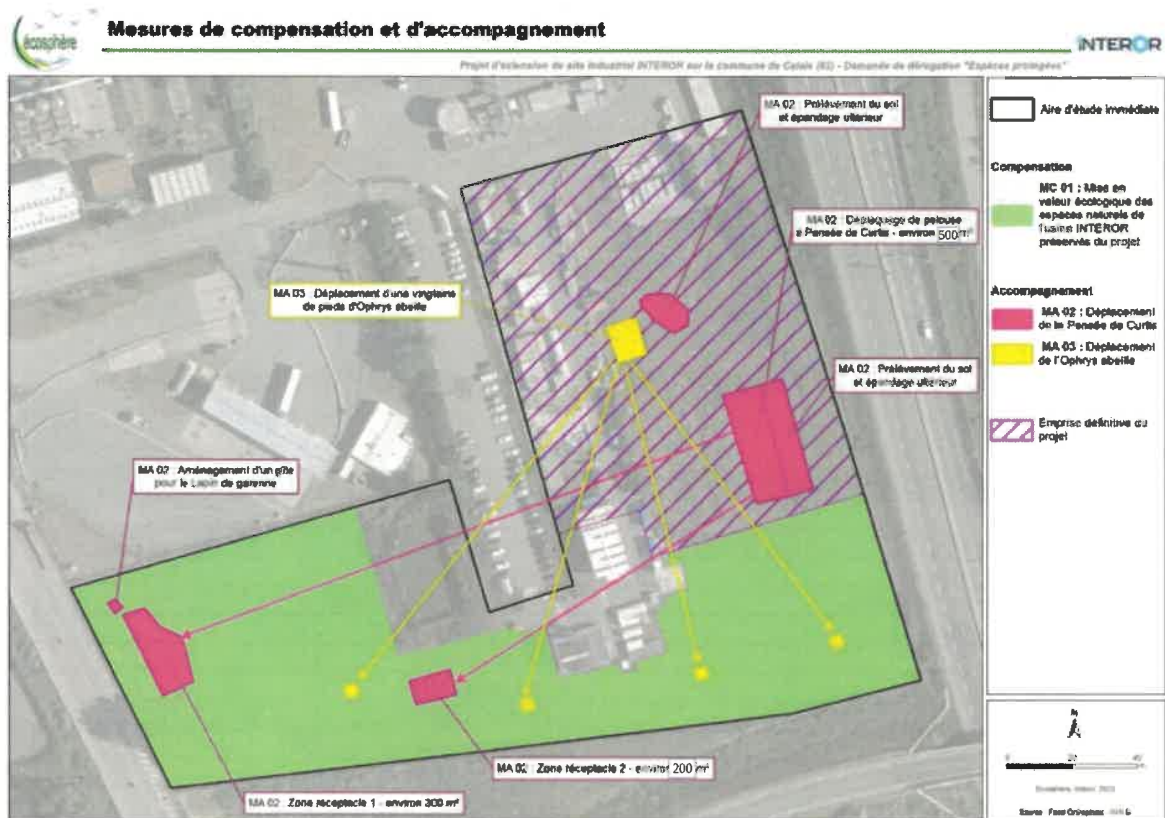 écosphère
Mesures de compensation et d'accompagnement
INTEROR
Projet d'extension de site industriel INTEROR sur la commune de Calais (62) - Demande de dérogation "Espèces protégées"
MA 02 : Prélèvement du sol
et épandage ultérieur
MA 02 : Déplaquage de pelouse
à Pensée de Curtis - environ 500 m²
MA 03 : Déplacement d'une vingtaine
de pieds d'Ophrys abeille
MA 02 : Prélèvement du sol
et épandage ultérieur
MA 02 : Aménagement d'un gîte
pour le Lapin de garenne
MA 02 : Zone réceptacle 2 - environ 200 m²
MA 02 : Zone réceptacle 1 - environ 300 m²
Aire d'étude immédiate
Compensation
MC 01 : Mise en
valeur écologique des
espèces naturels de
l'usine INTEROR
préservés du projet
Accompagnement
MA 02 : Déplacement
de la Pensée de Curtis
MA 03 : Déplacement
de l'Ophrys abeille
Emprise définitive du
projet
N
0
40